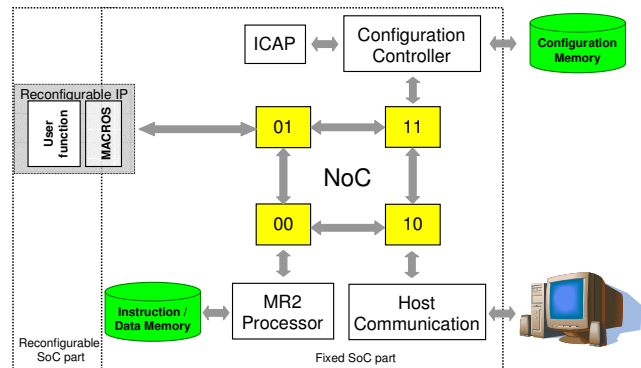 ICAP
Configuration
Controller
Configuration
Memory
Reconfigurable IP
User
function
MACROS
01
11
NoC
00
10
Instruction /
Data Memory
MR2
Processor
Host
Communication
Reconfigurable
SoC part
Fixed SoC part